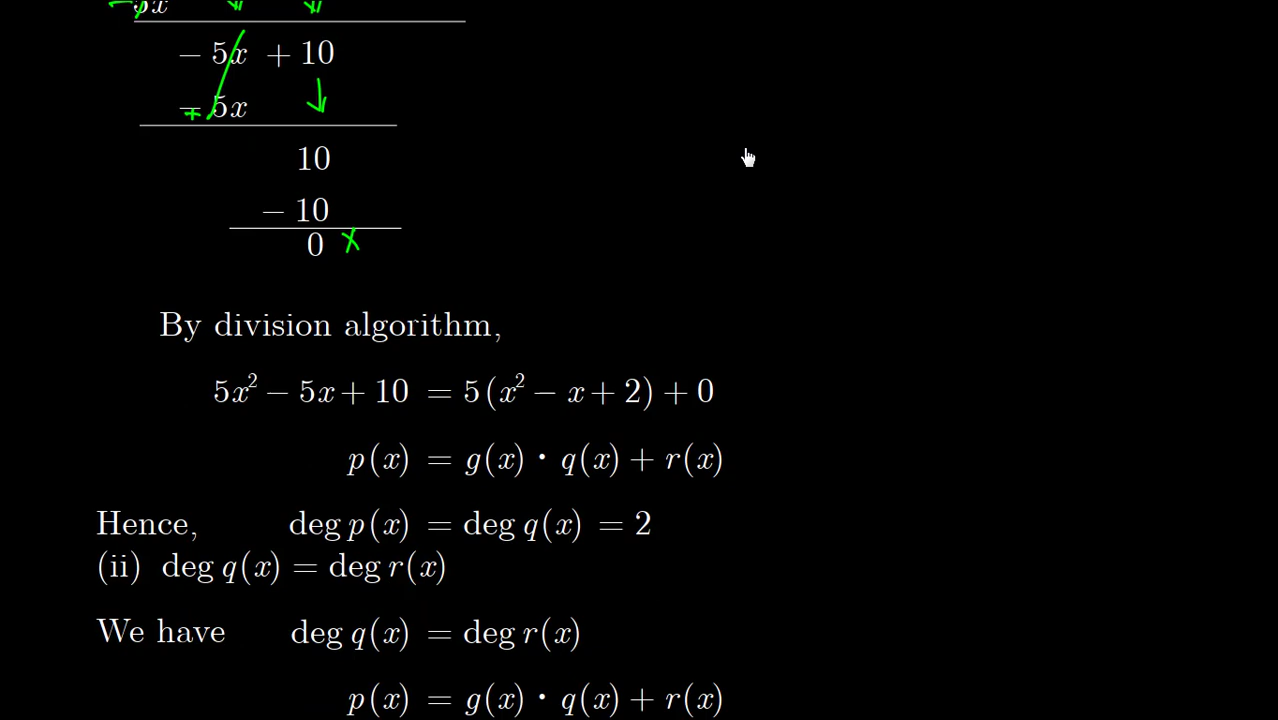 5x
− 5x + 10
− 5x
10
− 10
0
By division algorithm,
5x² − 5x + 10 = 5(x² − x + 2) + 0
p(x) = g(x) · q(x) + r(x)
Hence, deg p(x) = deg q(x) = 2
(ii) deg q(x) = deg r(x)
We have deg q(x) = deg r(x)
p(x) = g(x) · q(x) + r(x)